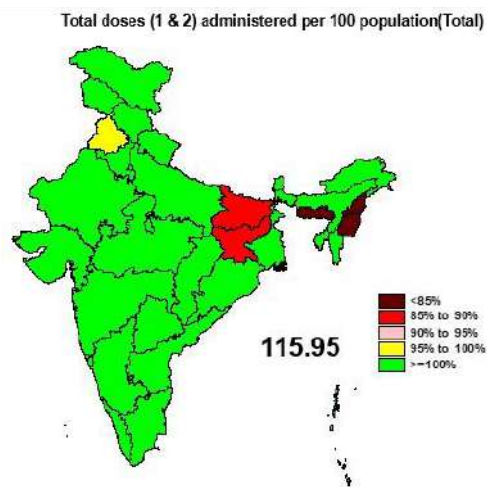 Total doses (1 & 2) administered per 100 population(Total)
115.95
<85%
85% to 90%
90% to 95%
95% to 100%
>=100%